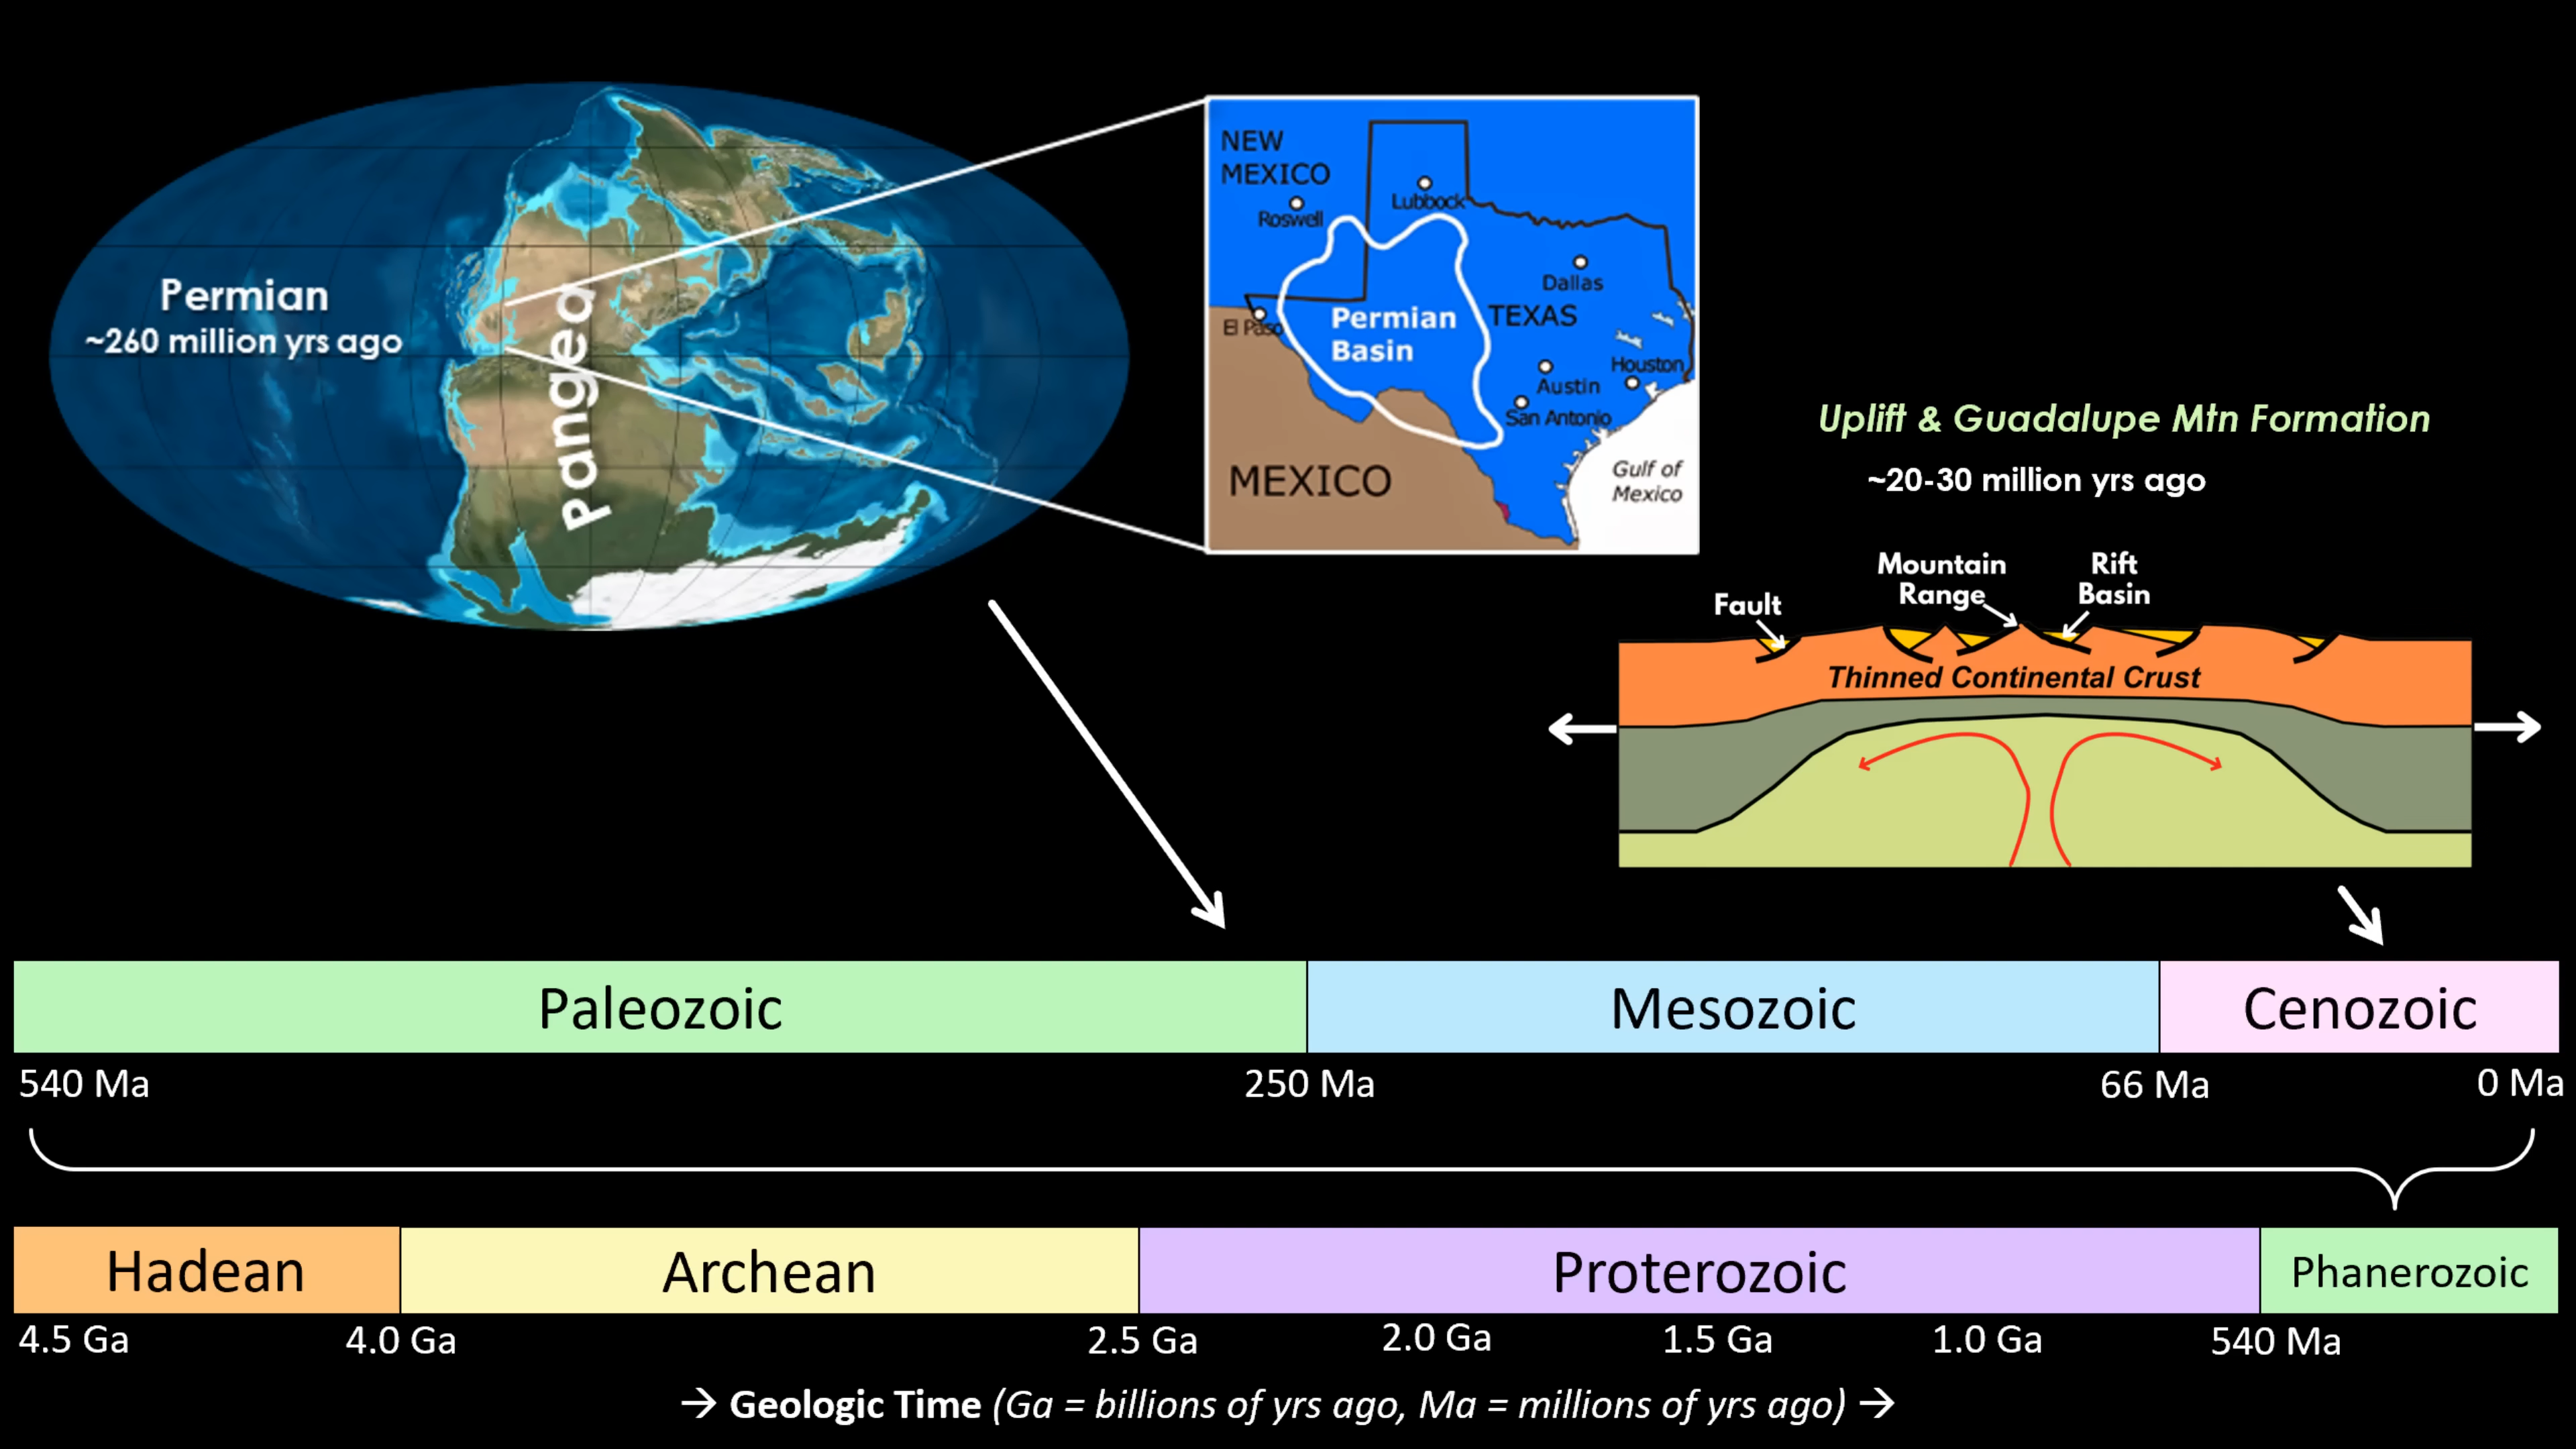 Permian
~260 million yrs ago
Pangea
NEW
MEXICO
Roswell
Lubbock
Dallas
TEXAS
El Paso
Permian
Basin
Houston
Austin
San Antonio
MEXICO
Gulf of
Mexico
Uplift & Guadalupe Mtn Formation
~20-30 million yrs ago
Mountain
Range
Rift
Basin
Fault
Thinned Continental Crust
Paleozoic
Mesozoic
Cenozoic
540 Ma
250 Ma
66 Ma
0 Ma
Hadean
Archean
Proterozoic
Phanerozoic
4.5 Ga
4.0 Ga
2.5 Ga
2.0 Ga
1.5 Ga
1.0 Ga
540 Ma
→ Geologic Time (Ga = billions of yrs ago, Ma = millions of yrs ago) →